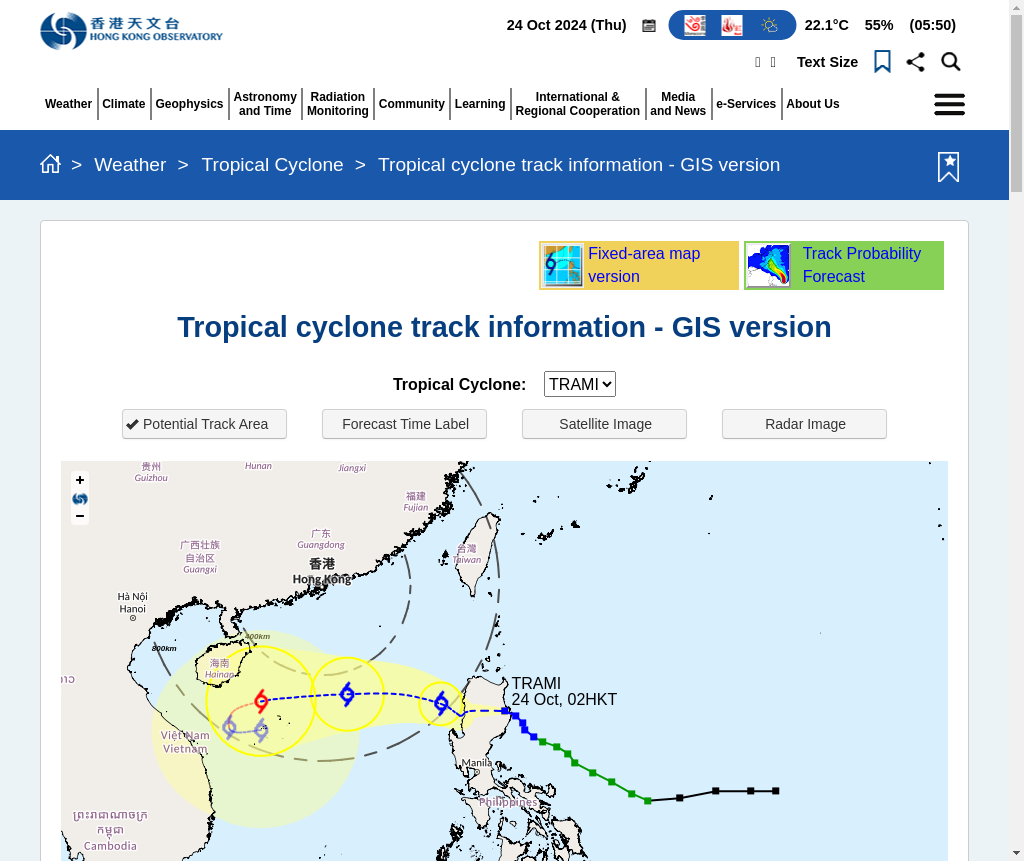 香港天文台
HONG KONG OBSERVATORY
24 Oct 2024 (Thu)
22.1°C 55% (05:50)
Text Size
Weather
Climate
Geophysics
Astronomy
and Time
Radiation
Monitoring
Community
Learning
International &
Regional Cooperation
Media
and News
e-Services
About Us
> Weather > Tropical Cyclone > Tropical cyclone track information - GIS version
Fixed-area map
version
Track Probability
Forecast
Tropical cyclone track information - GIS version
Tropical Cyclone: TRAMI
Potential Track Area
Forecast Time Label
Satellite Image
Radar Image
+
−
贵州
Guizhou
Hunan
Jiangxi
福建
Fujian
广西壮族
自治区
Guangxi
广东
Guangdong
香港
Hong Kong
台灣
Taiwan
Hà Nội
Hanoi
400km
800km
海南
Hainan
TRAMI
24 Oct, 02HKT
Việt Nam
Vietnam
Manila
Philippines
ព្រះរាជាណាចក្រ
កម្ពុជា
Cambodia